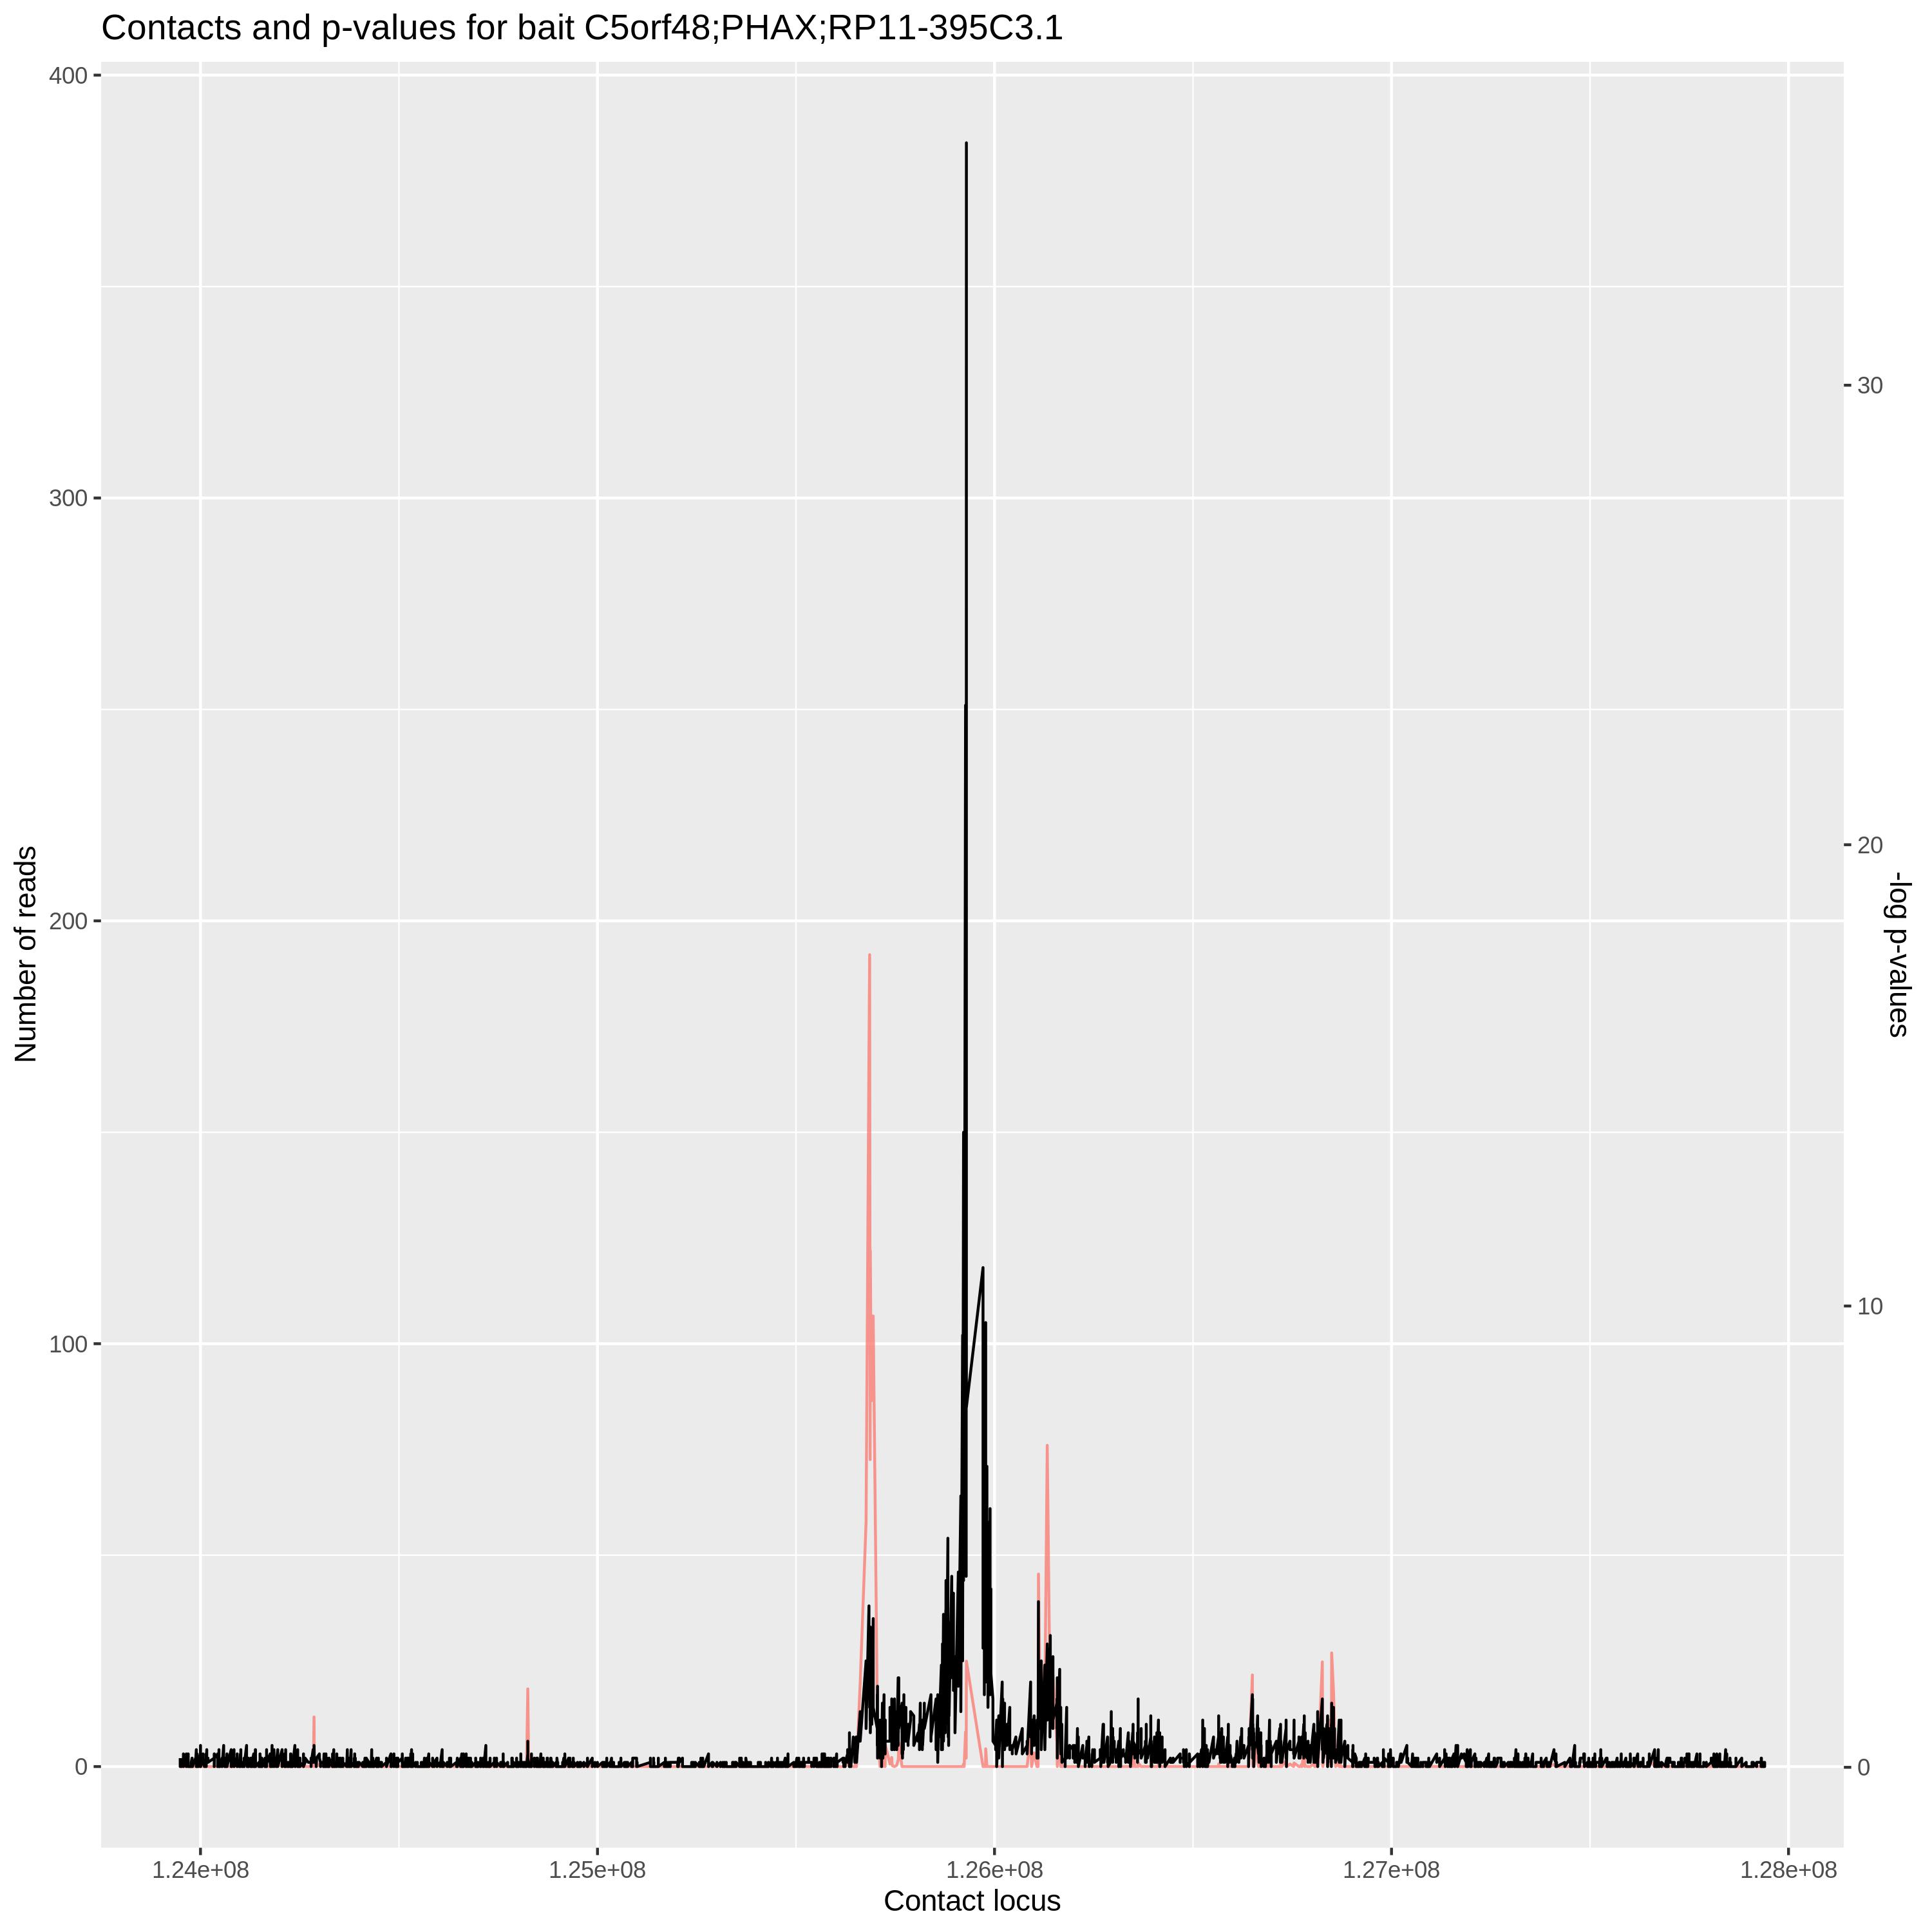 Contacts and p-values for bait C5orf48;PHAX;RP11-395C3.1
400
300
200
100
0
Number of reads
30
20
10
0
-log p-values
1.24e+08
1.25e+08
1.26e+08
1.27e+08
1.28e+08
Contact locus